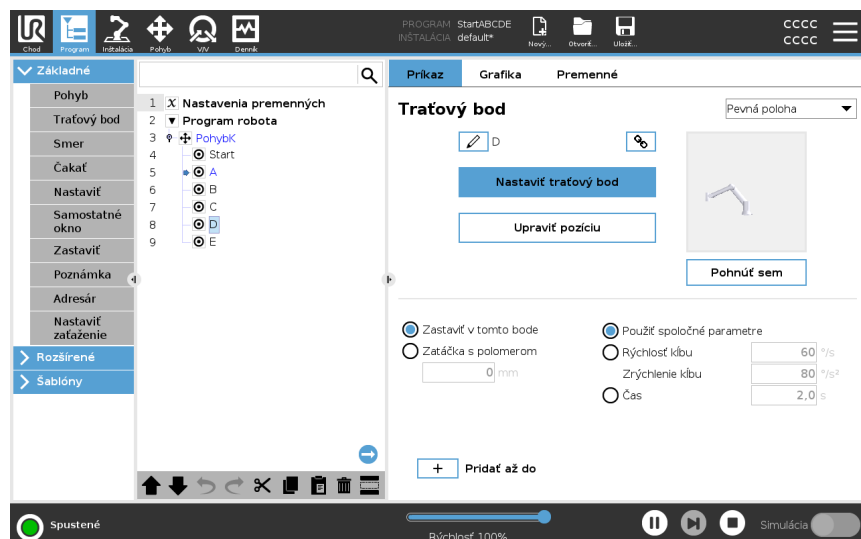 PROGRAM StartABCDE
INŠTALÁCIA default*
CCCC
CCCC
Chod
Program
Inštalácia
Pohyb
V/V
Denník
Nový...
Otvoriť...
Uložiť...
Základné
Pohyb
Traťový bod
Smer
Čakať
Nastaviť
Samostatné
okno
Zastaviť
Poznámka
Adresár
Nastaviť
zaťaženie
Rozšírené
Šablóny
1 X Nastavenia premenných
2 Program robota
3 PohybK
4 Start
5 A
6 B
7 C
8 D
9 E
Príkaz Grafika Premenné
Traťový bod
Pevná poloha
D
Nastaviť traťový bod
Upraviť pozíciu
Pohnúť sem
Zastaviť v tomto bode
Zatáčka s polomerom
0 mm
Použiť spoločné parametre
Rýchlosť kĺbu 60 °/s
Zrýchlenie kĺbu 80 °/s²
Čas 2,0 s
+ Pridať až do
Spustené
Rýchlosť 100%
Simulácia